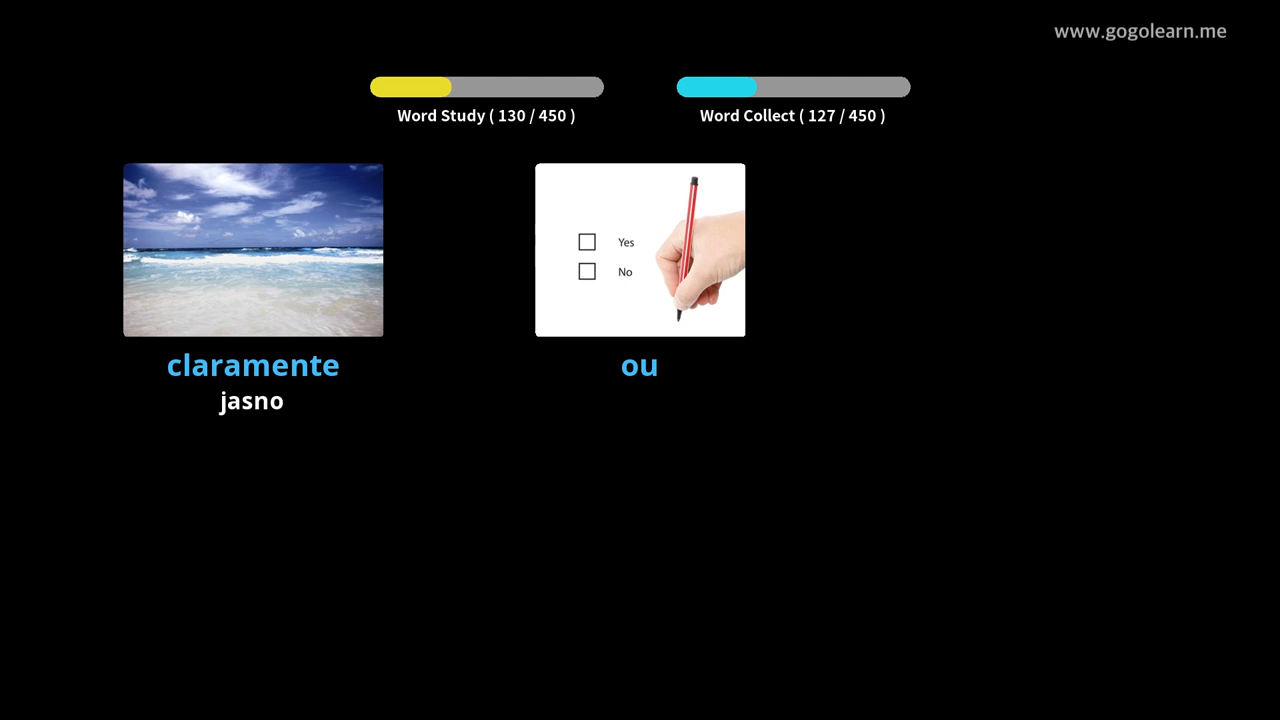 www.gogolearn.me
Word Study ( 130 / 450 )
Word Collect ( 127 / 450 )
Yes
No
claramente
jasno
ou